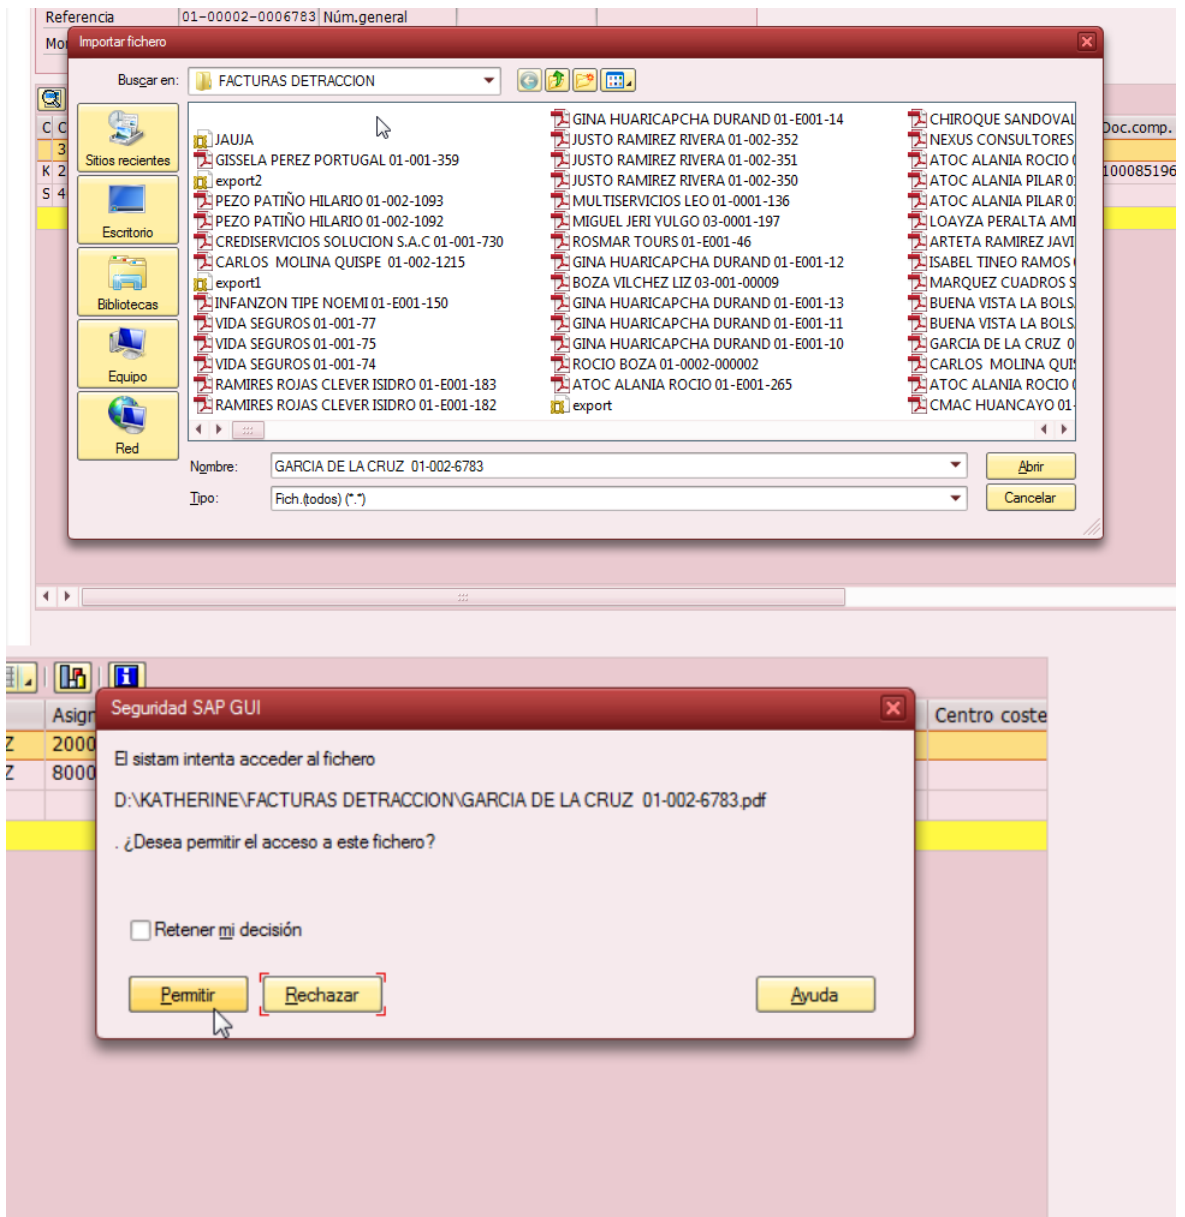 Referencia 01-00002-0006783 Núm.general
Importar fichero
Buscar en: FACTURAS DETRACCION
Sitios recientes
Escritorio
Bibliotecas
Equipo
Red
JAUJA
GISSELA PEREZ PORTUGAL 01-001-359
export2
PEZO PATIÑO HILARIO 01-002-1093
PEZO PATIÑO HILARIO 01-002-1092
CREDISERVICIOS SOLUCION S.A.C 01-001-730
CARLOS MOLINA QUISPE 01-002-1215
export1
INFANZON TIPE NOEMI 01-E001-150
VIDA SEGUROS 01-001-77
VIDA SEGUROS 01-001-75
VIDA SEGUROS 01-001-74
RAMIRES ROJAS CLEVER ISIDRO 01-E001-183
RAMIRES ROJAS CLEVER ISIDRO 01-E001-182
GINA HUARICAPCHA DURAND 01-E001-14
JUSTO RAMIREZ RIVERA 01-002-352
JUSTO RAMIREZ RIVERA 01-002-351
JUSTO RAMIREZ RIVERA 01-002-350
MULTISERVICIOS LEO 01-0001-136
MIGUEL JERI YULGO 03-0001-197
ROSMAR TOURS 01-E001-46
GINA HUARICAPCHA DURAND 01-E001-12
BOZA VILCHEZ LIZ 03-001-00009
GINA HUARICAPCHA DURAND 01-E001-13
GINA HUARICAPCHA DURAND 01-E001-11
GINA HUARICAPCHA DURAND 01-E001-10
ROCIO BOZA 01-0002-000002
ATOC ALANIA ROCIO 01-E001-265
export
CHIROQUE SANDOVAL
NEXUS CONSULTORES
ATOC ALANIA ROCIO
ATOC ALANIA PILAR 0
ATOC ALANIA PILAR 0
LOAYZA PERALTA AMI
ARTETA RAMIREZ JAVI
ISABEL TINEO RAMOS
MARQUEZ CUADROS S
BUENA VISTA LA BOLS
BUENA VISTA LA BOLS
GARCIA DE LA CRUZ 0
CARLOS MOLINA QUI
ATOC ALANIA ROCIO
CMAC HUANCAYO 01-
Nombre: GARCIA DE LA CRUZ 01-002-6783 Abrir
Tipo: Fich.(todos) (*.*) Cancelar
C C
3
K 2
S 4
Doc.comp.
100085196
Asign Centro coste
Z 2000
Z 8000
Seguridad SAP GUI
El sistam intenta acceder al fichero
D:\KATHERINE\FACTURAS DETRACCION\GARCIA DE LA CRUZ 01-002-6783.pdf
. ¿Desea permitir el acceso a este fichero?
Retener mi decisión
Permitir Rechazar Ayuda